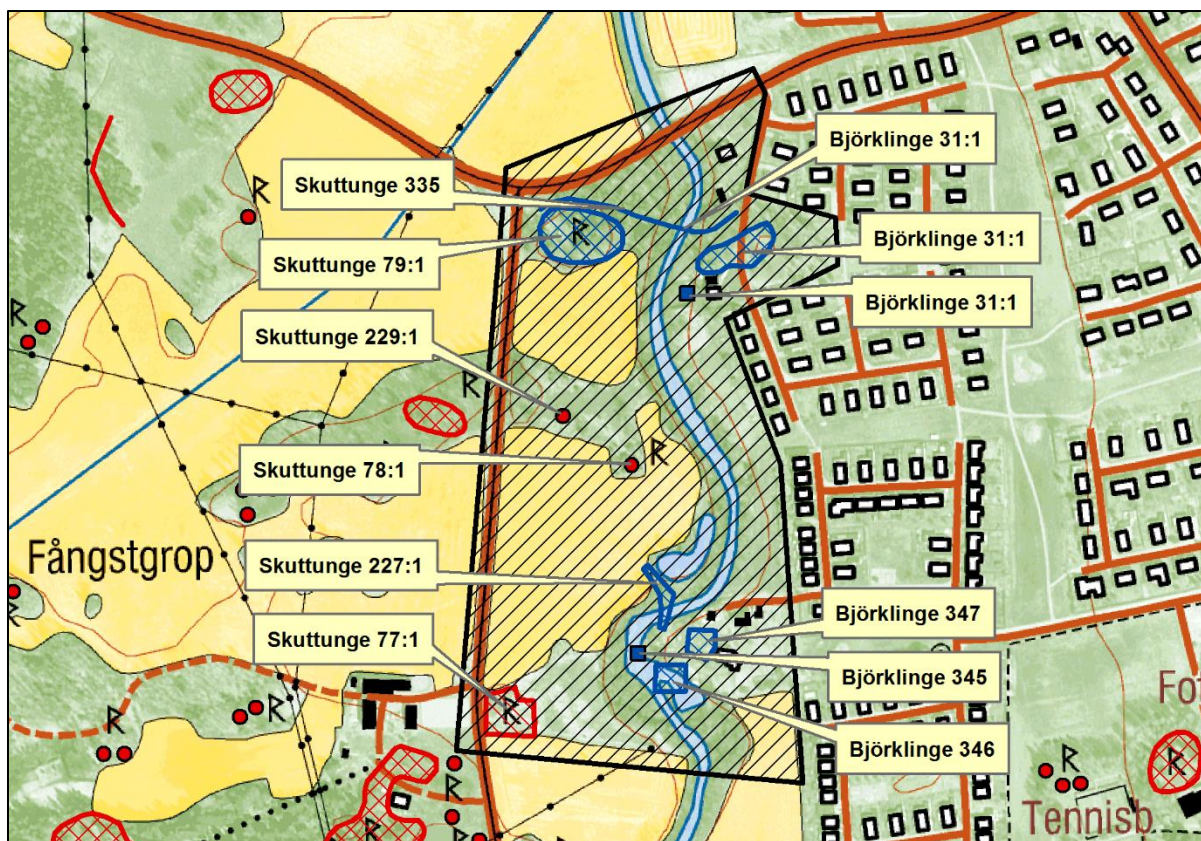 Björklinge 31:1
Skuttunge 335
Björklinge 31:1
Skuttunge 79:1
Björklinge 31:1
Skuttunge 229:1
Skuttunge 78:1
Fångstgrop
Skuttunge 227:1
Björklinge 347
Skuttunge 77:1
Björklinge 345
Fot
Björklinge 346
Tennisb